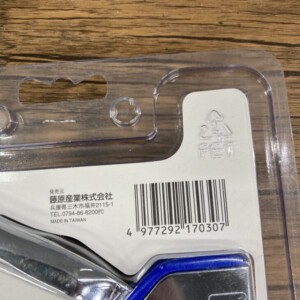 PET
発売元
藤原産業株式会社
兵庫県三木市福井2115-1
TEL.0794-86-8200(代)
MADE IN TAIWAN
4 977292 170307